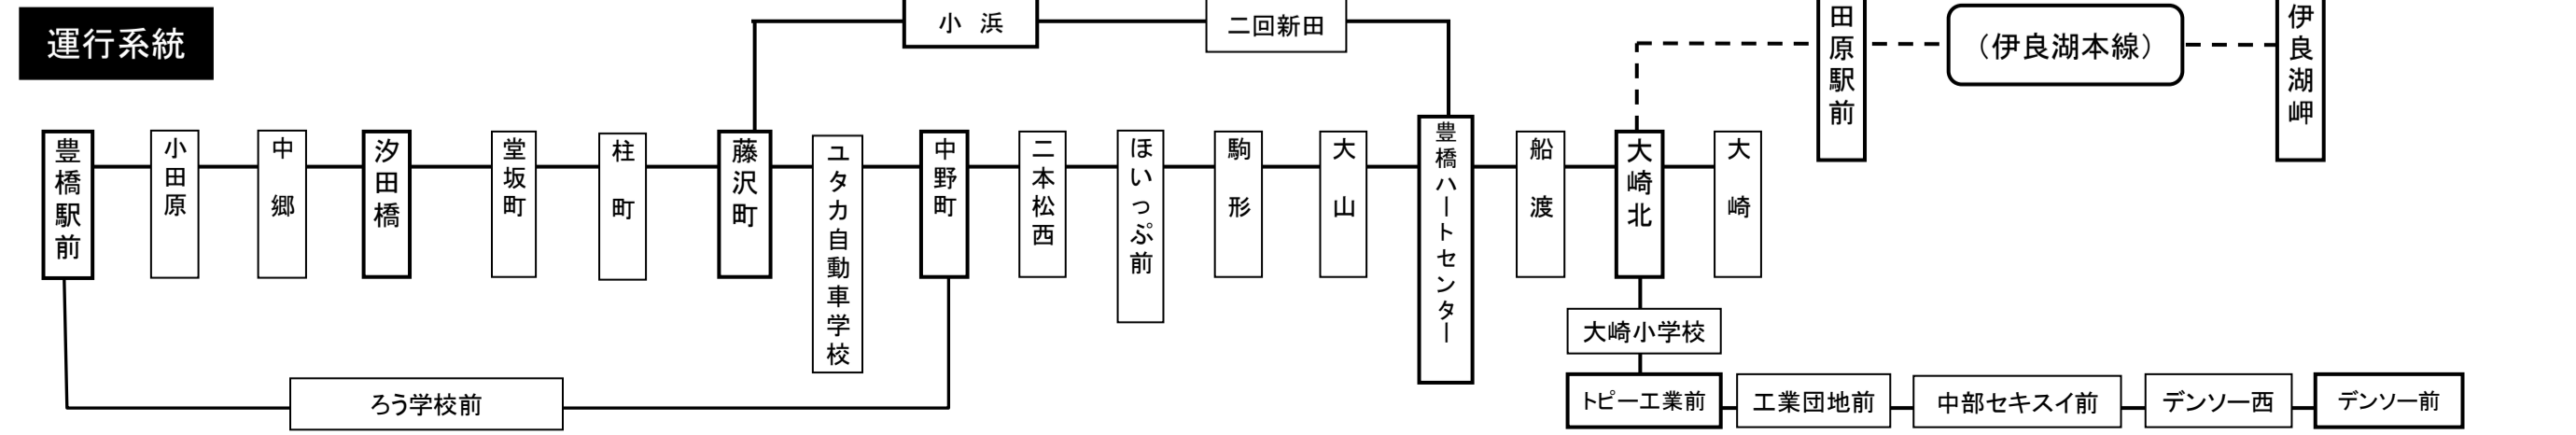 運行系統
小 浜
二回新田
田原駅前
（伊良湖本線）
伊良湖岬
豊橋駅前
小田原
中 郷
汐田橋
堂坂町
柱 町
藤沢町
ユタカ自動車学校
中野町
二本松西
ほいっぷ前
駒 形
大 山
豊橋ハートセンター
船 渡
大崎北
大 崎
大崎小学校
ろう学校前
トピー工業前
工業団地前
中部セキスイ前
デンソー西
デンソー前